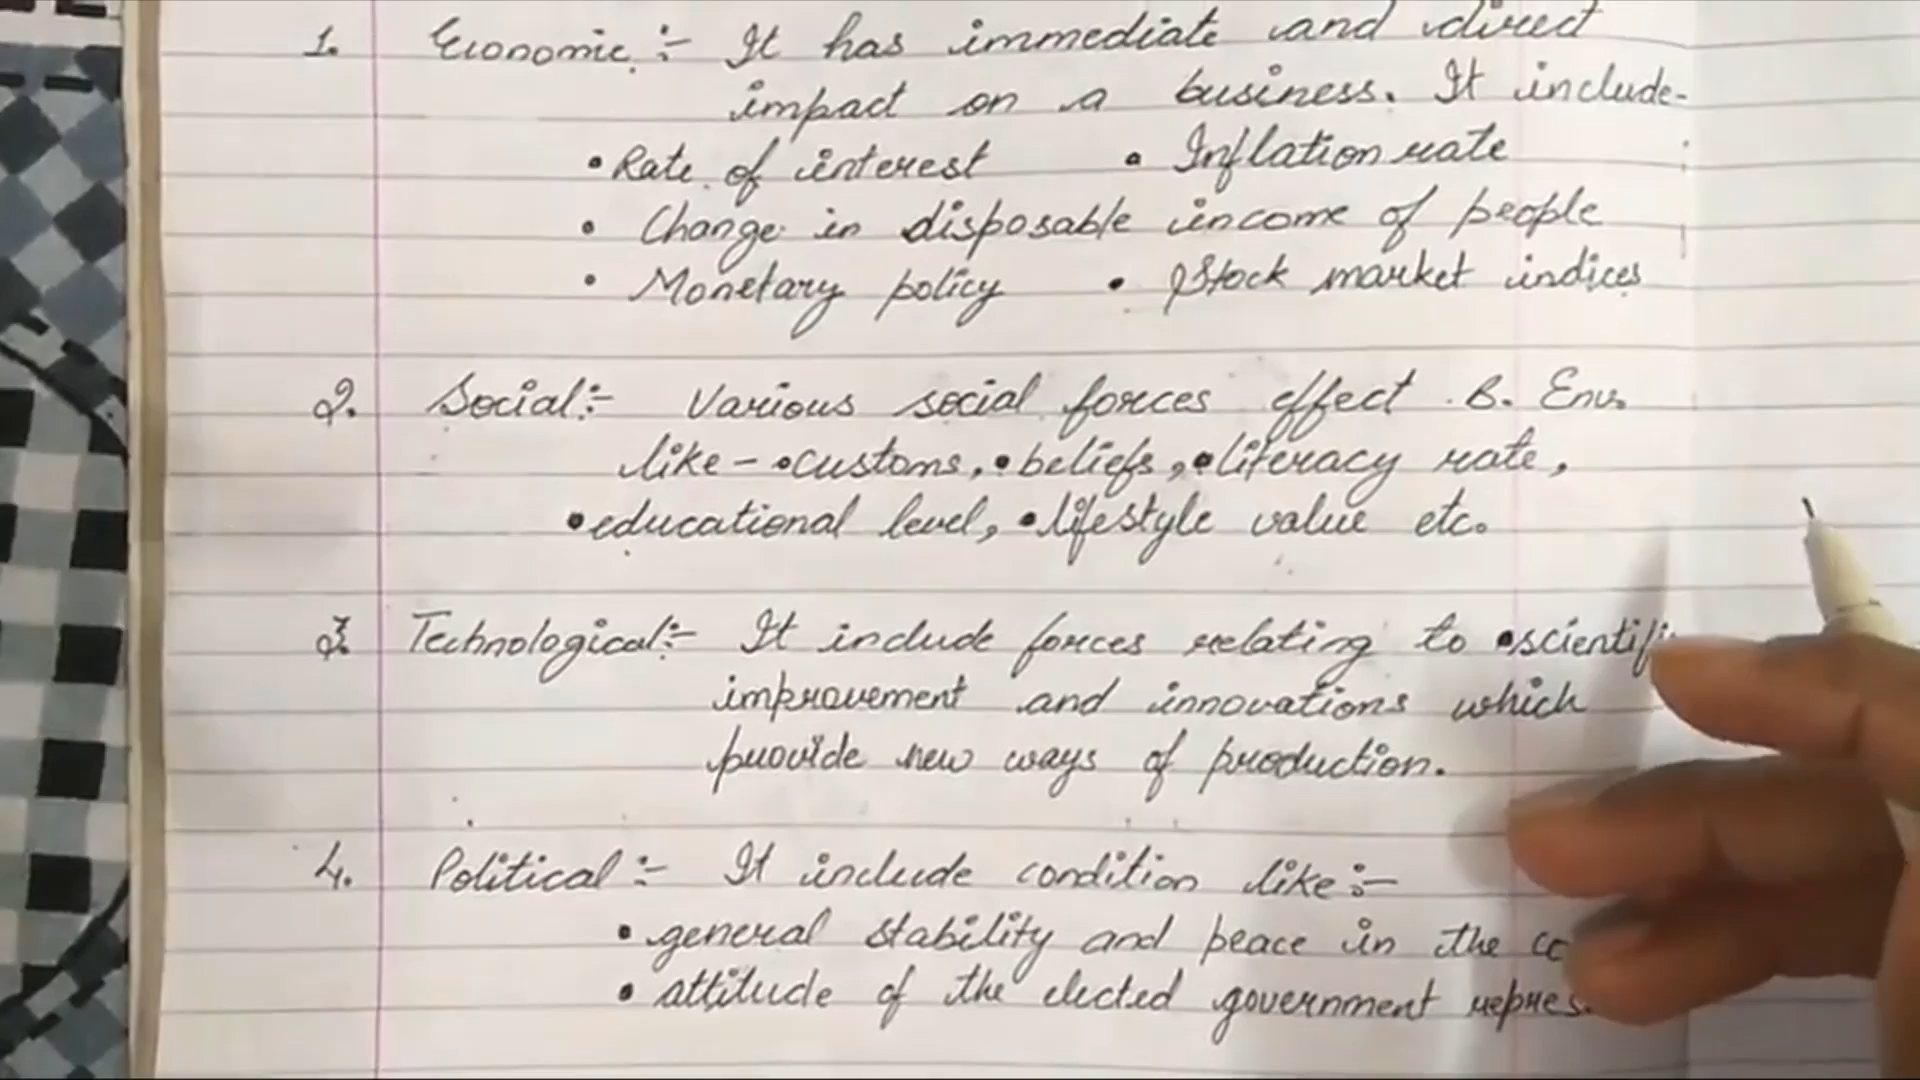 1. Economic :- It has immediate and direct
impact on a business. It include-
• Rate of interest • Inflation rate
• Change in disposable income of people
• Monetary policy • Stock market indices
2. Social :- Various social forces effect B. Env.
like - • customs, • beliefs, • literacy rate,
• educational level, • lifestyle value etc.
3. Technological :- It include forces relating to •
improvement and innovations which
provide new ways of production.
4. Political :- It include condition like :-
• general stability and peace in the
• attitude of the elected government